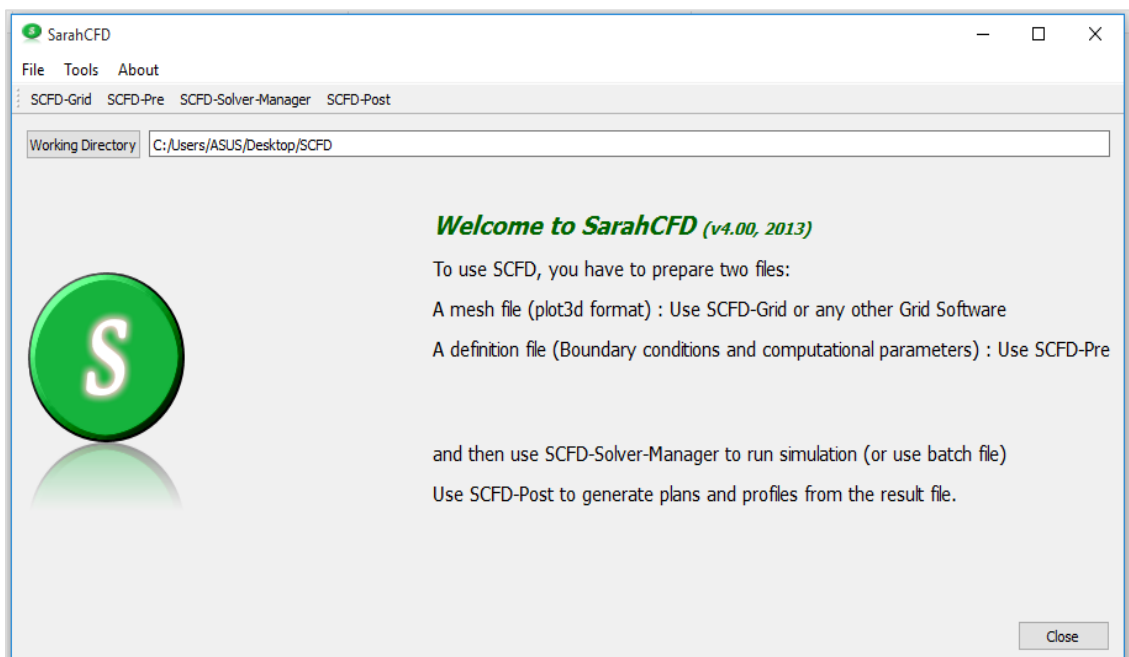 SarahCFD
File Tools About
SCFD-Grid SCFD-Pre SCFD-Solver-Manager SCFD-Post
Working Directory C:/Users/ASUS/Desktop/SCFD
Welcome to SarahCFD (v4.00, 2013)
To use SCFD, you have to prepare two files:
A mesh file (plot3d format) : Use SCFD-Grid or any other Grid Software
A definition file (Boundary conditions and computational parameters) : Use SCFD-Pre
S
and then use SCFD-Solver-Manager to run simulation (or use batch file)
Use SCFD-Post to generate plans and profiles from the result file.
Close